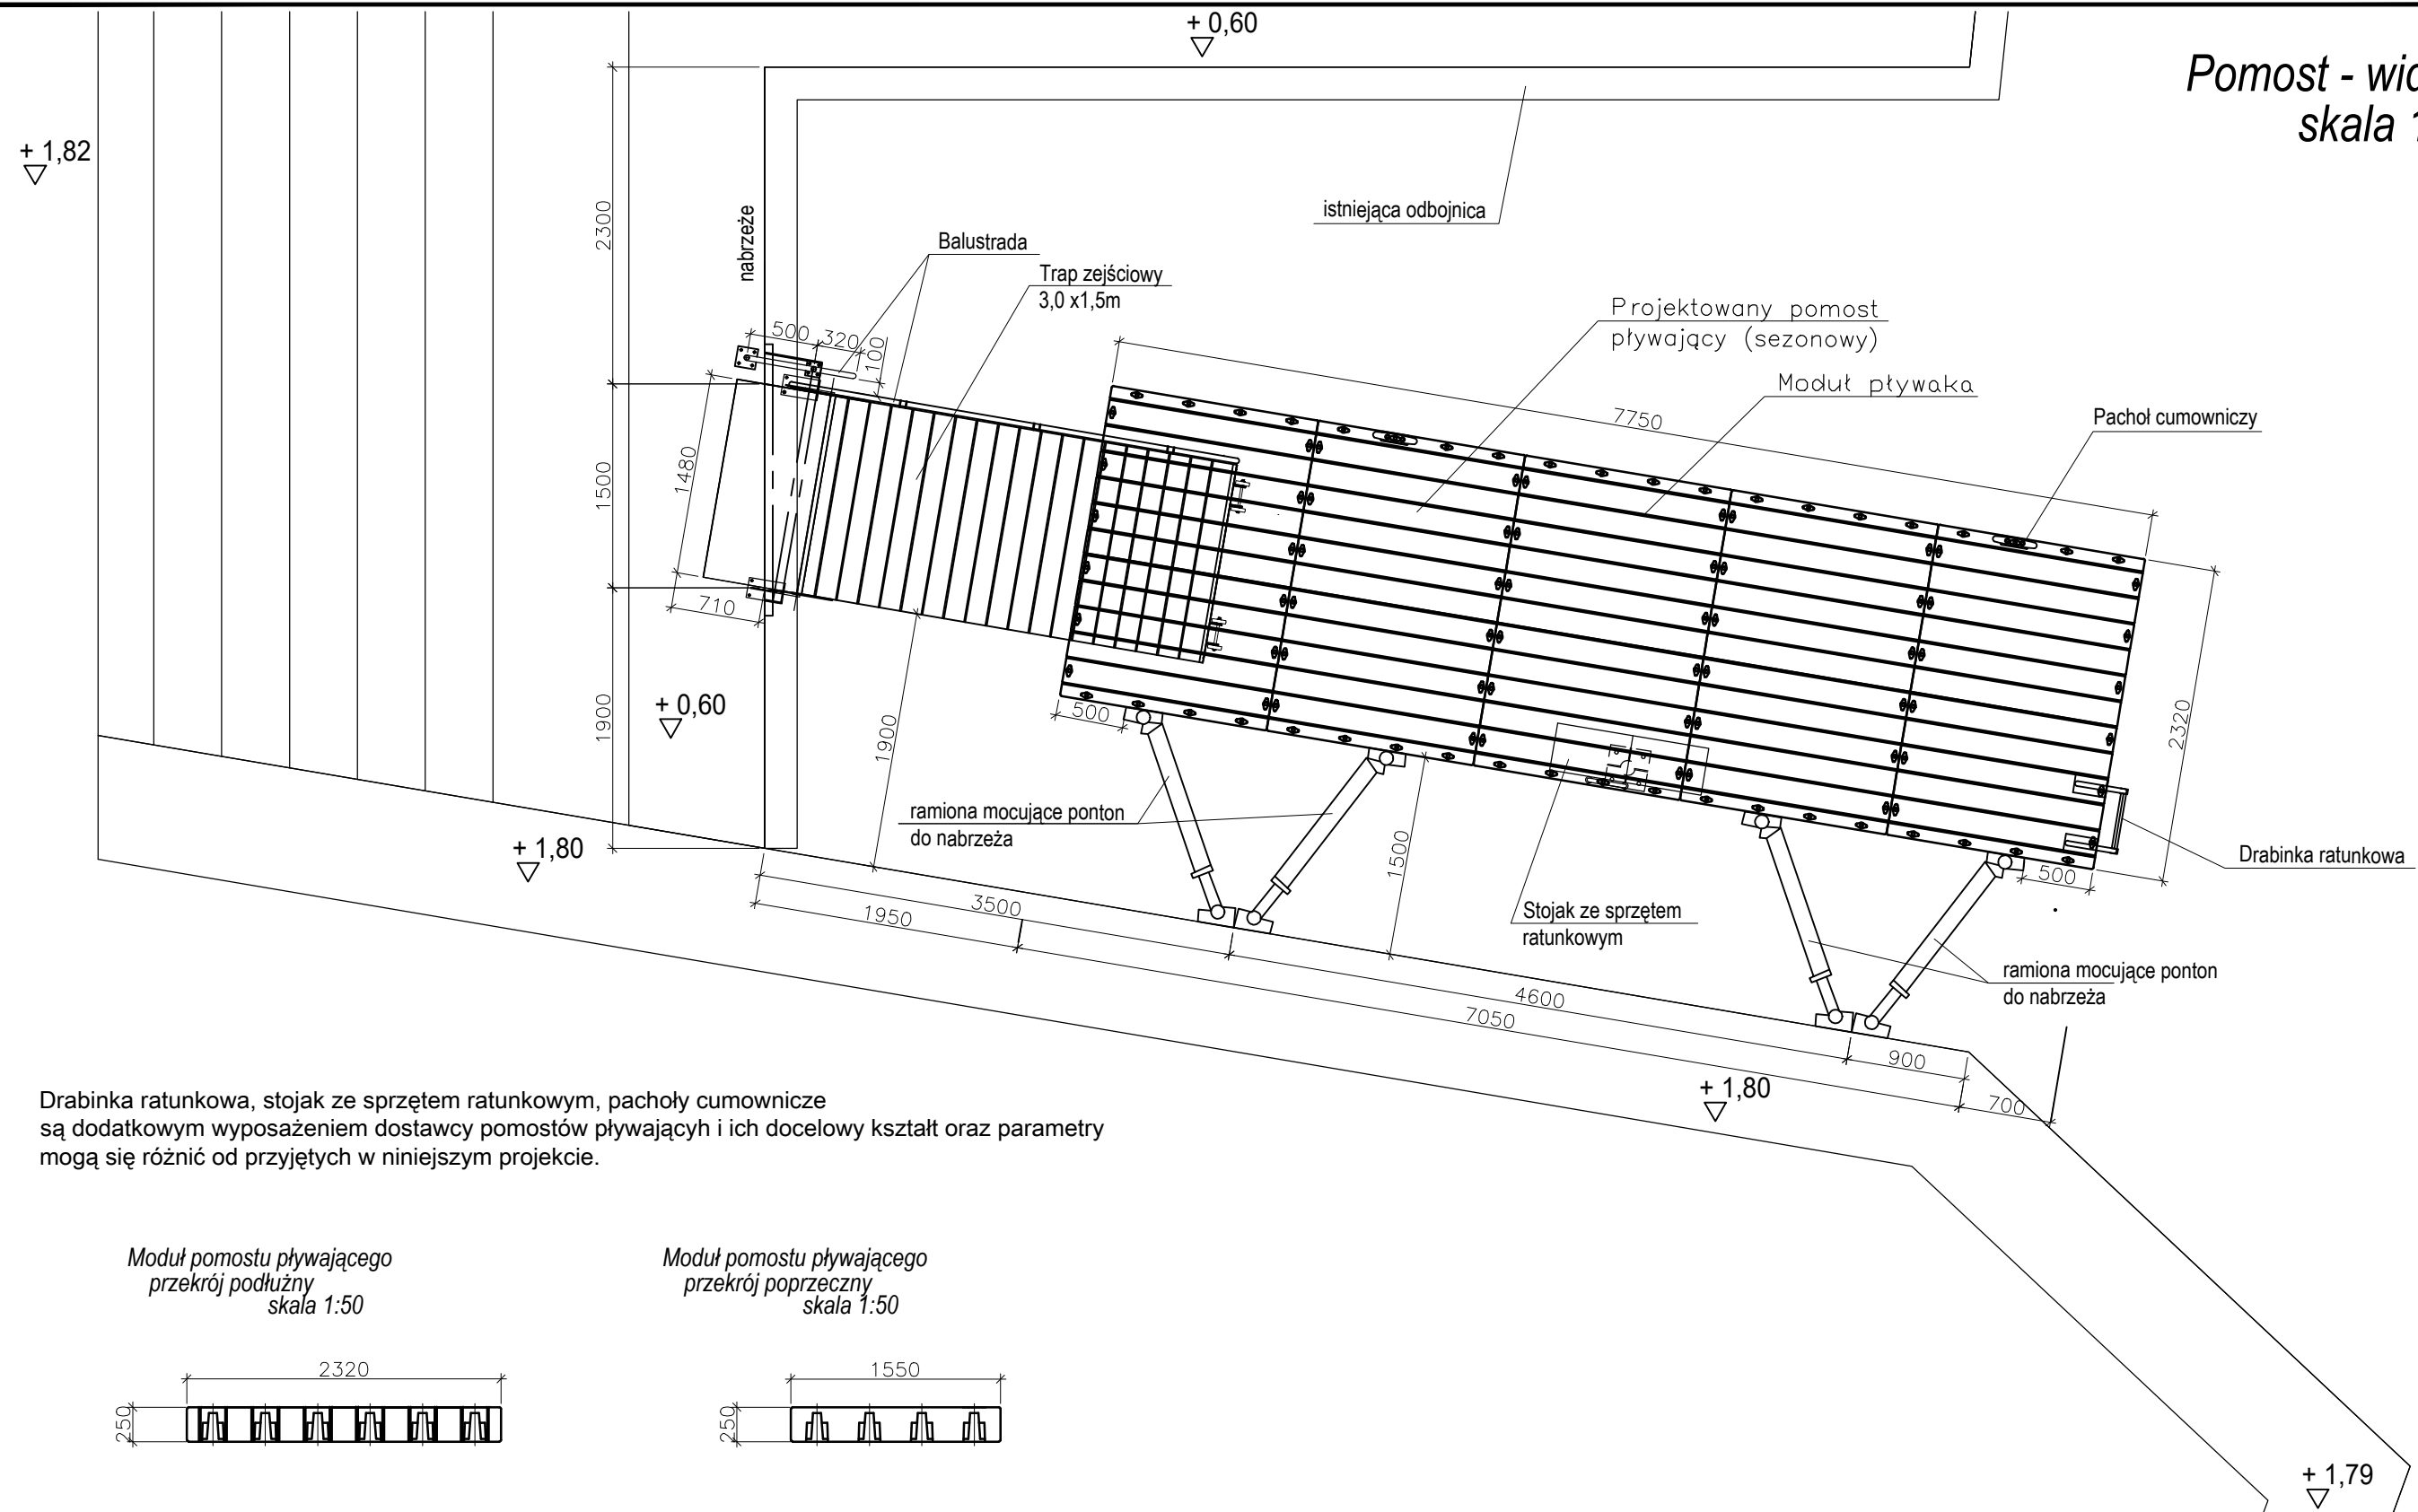 + 0,60
Pomost - wi
skala 1
+ 1,82
2300
nabrzeże
istniejąca odbojnica
Balustrada
Trap zejściowy
3,0 x1,5m
Projektowany pomost
pływający (sezonowy)
Moduł pływaka
Pachoł cumowniczy
500
320
100
7750
1480
1500
710
1900
+ 0,60
1900
500
2320
ramiona mocujące ponton
do nabrzeża
1500
+ 1,80
Stojak ze sprzętem
ratunkowym
500
Drabinka ratunkowa
3500
1950
ramiona mocujące ponton
do nabrzeża
4600
7050
900
700
+ 1,80
Drabinka ratunkowa, stojak ze sprzętem ratunkowym, pachoły cumownicze
są dodatkowym wyposażeniem dostawcy pomostów pływającyh i ich docelowy kształt oraz parametry
mogą się różnić od przyjętych w niniejszym projekcie.
Moduł pomostu pływającego
przekrój podłużny
skala 1:50
Moduł pomostu pływającego
przekrój poprzeczny
skala 1:50
2320
250
1550
250
+ 1,79